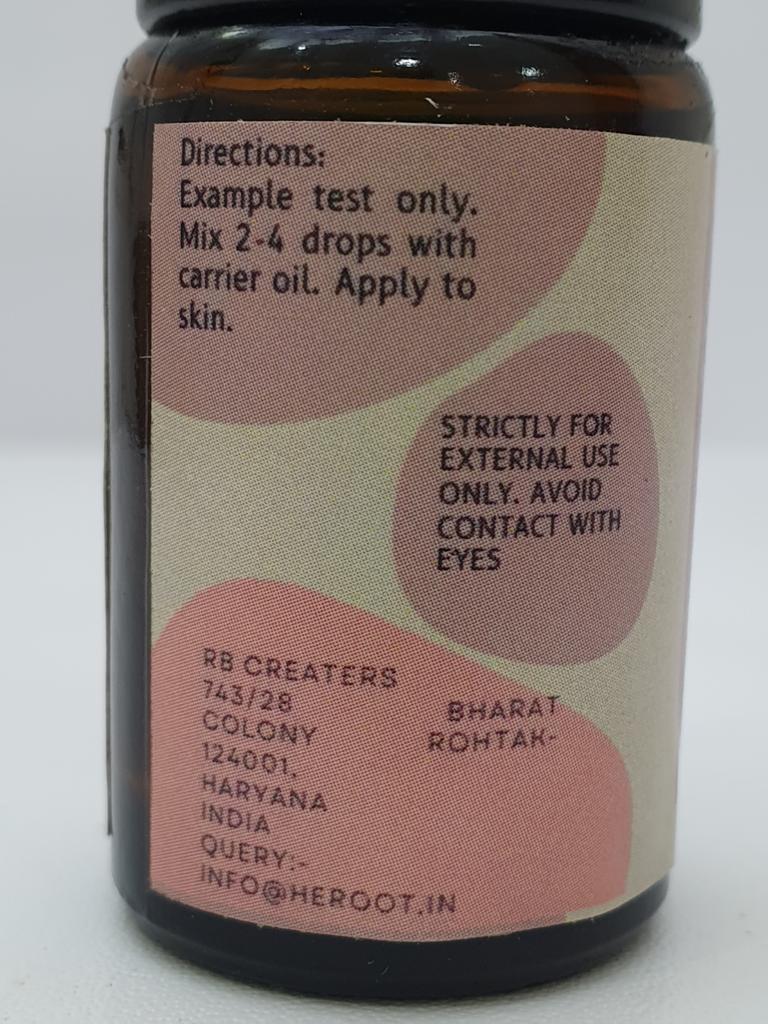 Directions:
Example test only.
Mix 2-4 drops with
carrier oil. Apply to
skin.
STRICTLY FOR
EXTERNAL USE
ONLY. AVOID
CONTACT WITH
EYES
RB CREATERS
743/28 BHARAT
COLONY ROHTAK-
124001,
HARYANA
INDIA
QUERY:-
INFO@HEROOT.IN